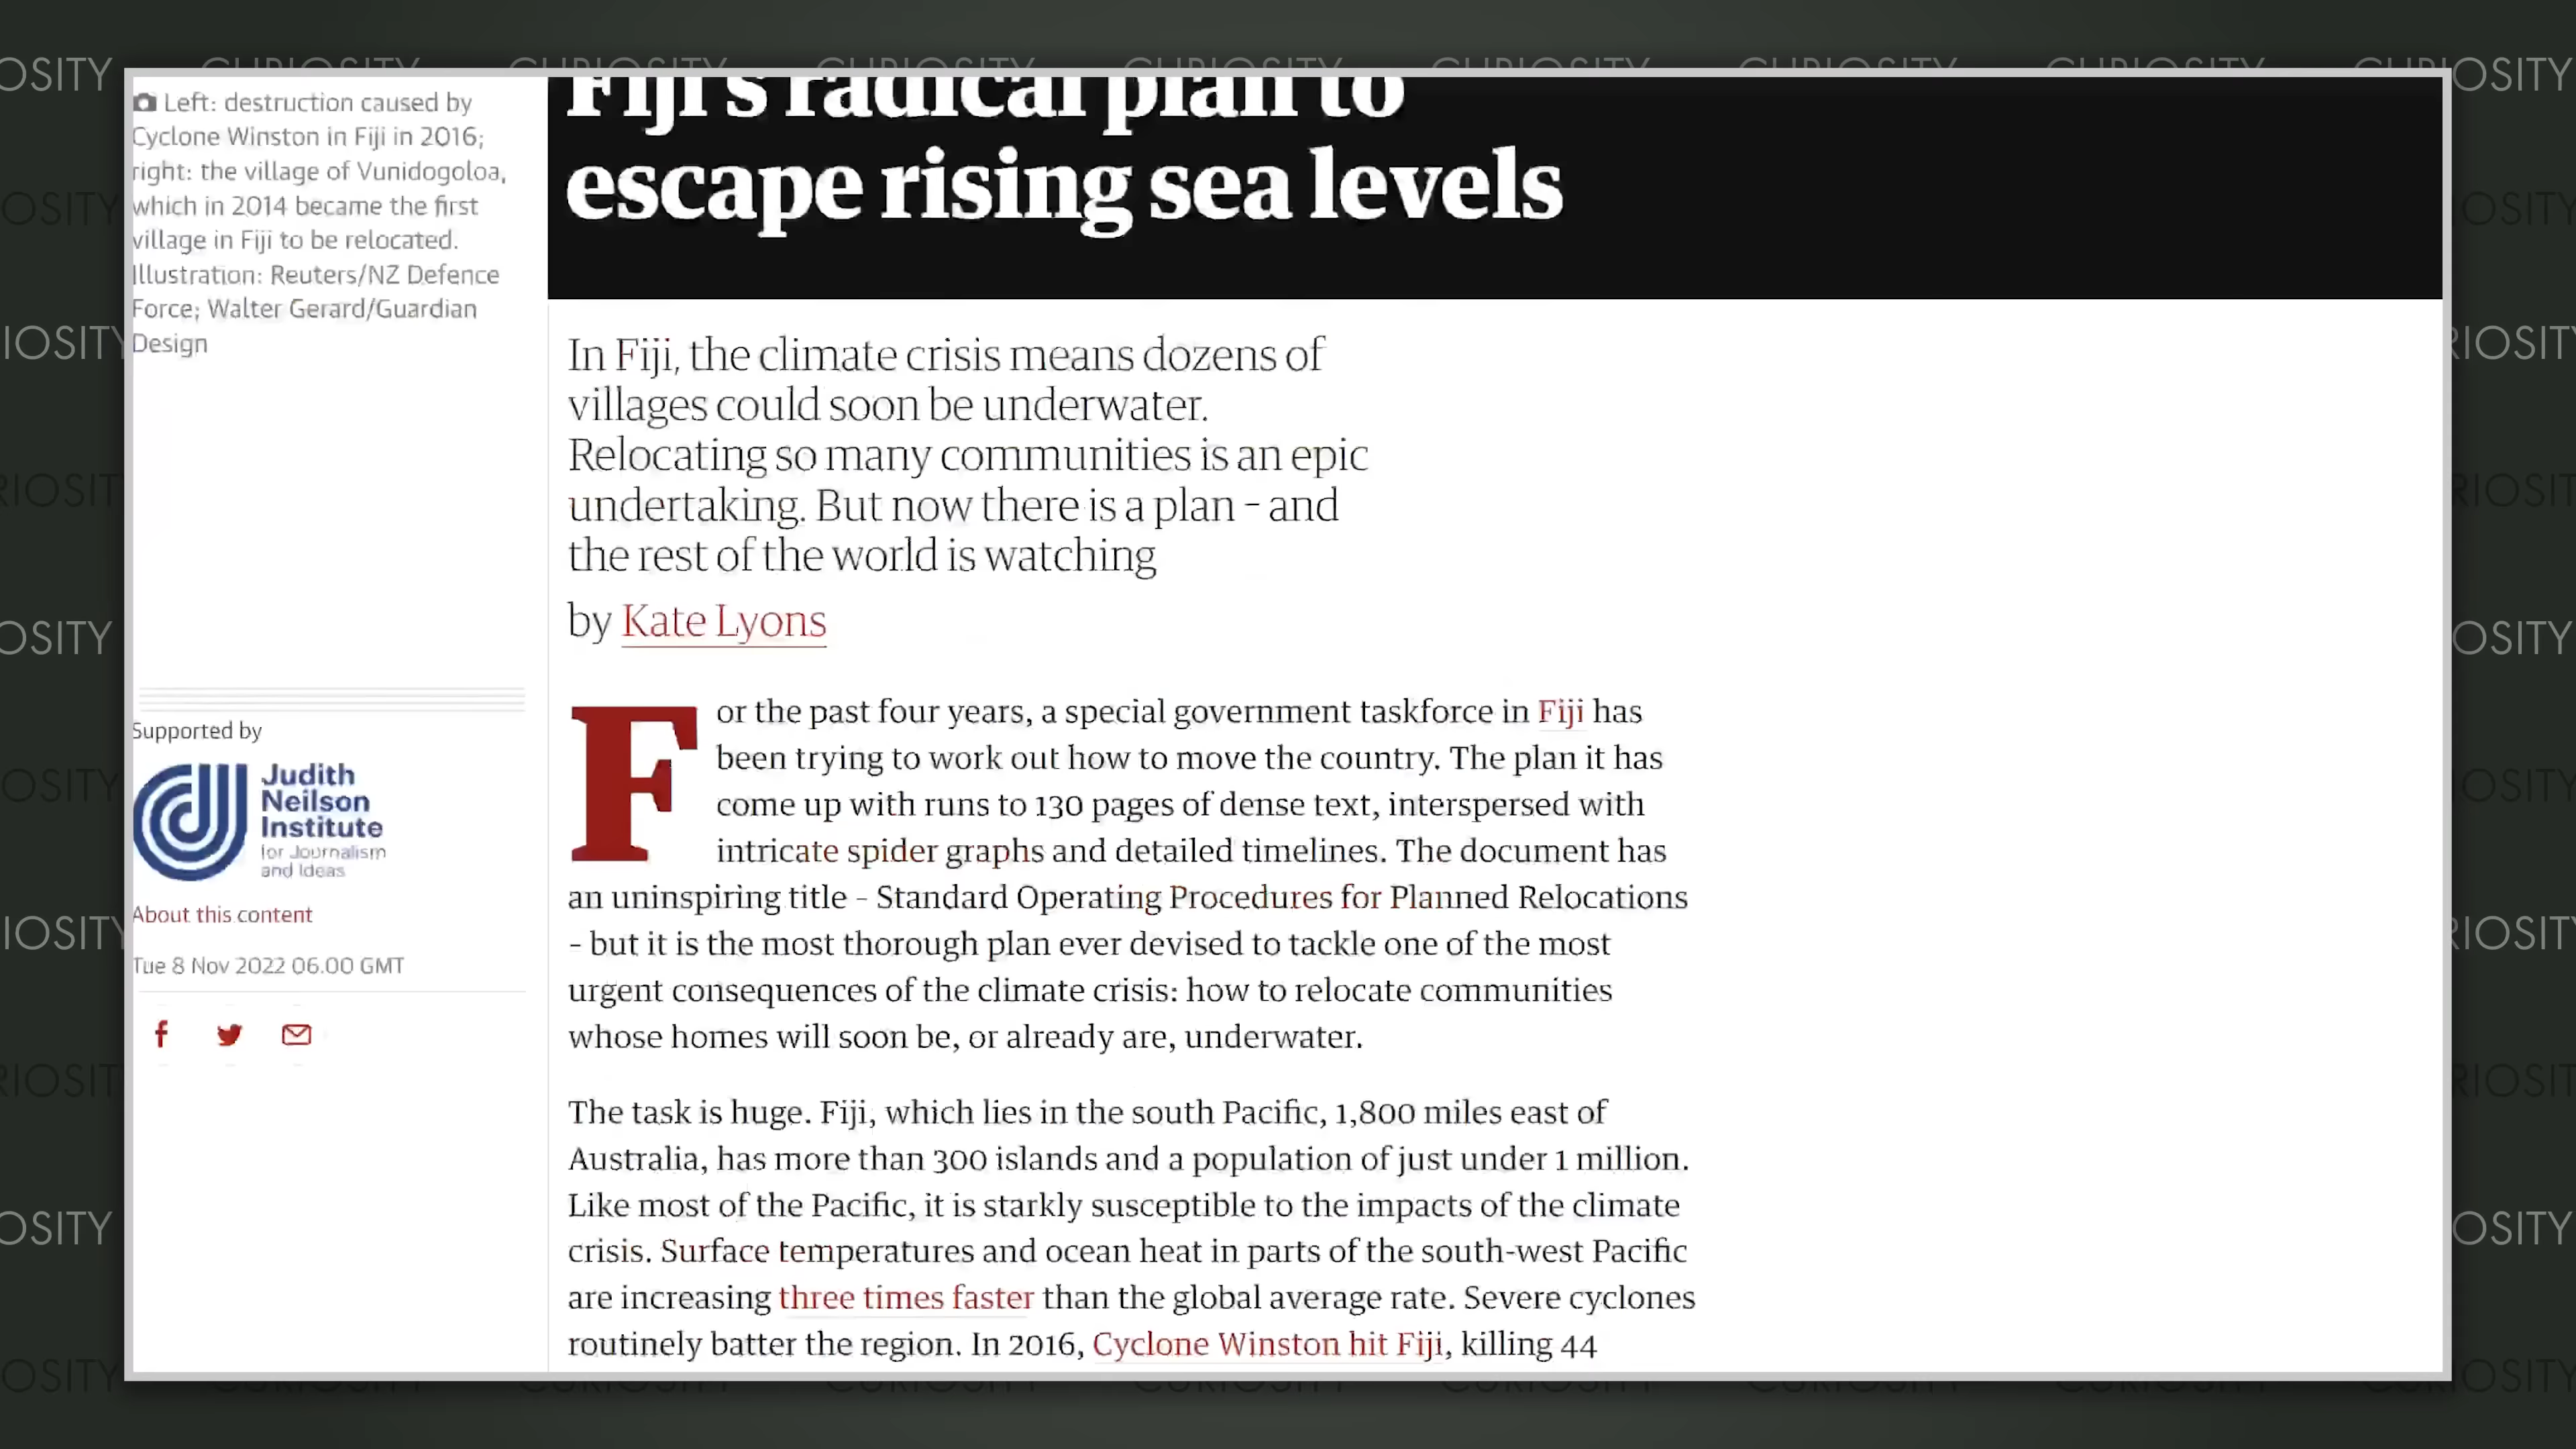 CURIOSITY CURIOSITY CURIOSITY CURIOSITY CURIOSITY CURIOSITY CURIOSITY
Left: destruction caused by
Cyclone Winston in Fiji in 2016;
right: the village of Vunidogoloa,
which in 2014 became the first
village in Fiji to be relocated.
Illustration: Reuters/NZ Defence
Force; Walter Gerard/Guardian
Design
Supported by
Judith
Neilson
Institute
for Journalism
and Ideas
About this content
Tue 8 Nov 2022 06.00 GMT
Fiji's radical plan to
escape rising sea levels
In Fiji, the climate crisis means dozens of
villages could soon be underwater.
Relocating so many communities is an epic
undertaking. But now there is a plan – and
the rest of the world is watching
by Kate Lyons
For the past four years, a special government taskforce in Fiji has
been trying to work out how to move the country. The plan it has
come up with runs to 130 pages of dense text, interspersed with
intricate spider graphs and detailed timelines. The document has
an uninspiring title – Standard Operating Procedures for Planned Relocations
– but it is the most thorough plan ever devised to tackle one of the most
urgent consequences of the climate crisis: how to relocate communities
whose homes will soon be, or already are, underwater.
The task is huge. Fiji, which lies in the south Pacific, 1,800 miles east of
Australia, has more than 300 islands and a population of just under 1 million.
Like most of the Pacific, it is starkly susceptible to the impacts of the climate
crisis. Surface temperatures and ocean heat in parts of the south-west Pacific
are increasing three times faster than the global average rate. Severe cyclones
routinely batter the region. In 2016, Cyclone Winston hit Fiji, killing 44